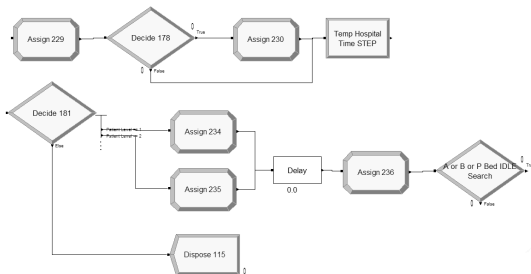 0
Assign 229
Decide 178
True
Assign 230
Temp Hospital
Time STEP
0
False
Decide 181
Patient Level == 1
Patient Level == 2
Else
Assign 234
Assign 235
Delay
0.0
Assign 236
A or B or P Bed IDLE
Search
0
0
False
Dispose 115
0